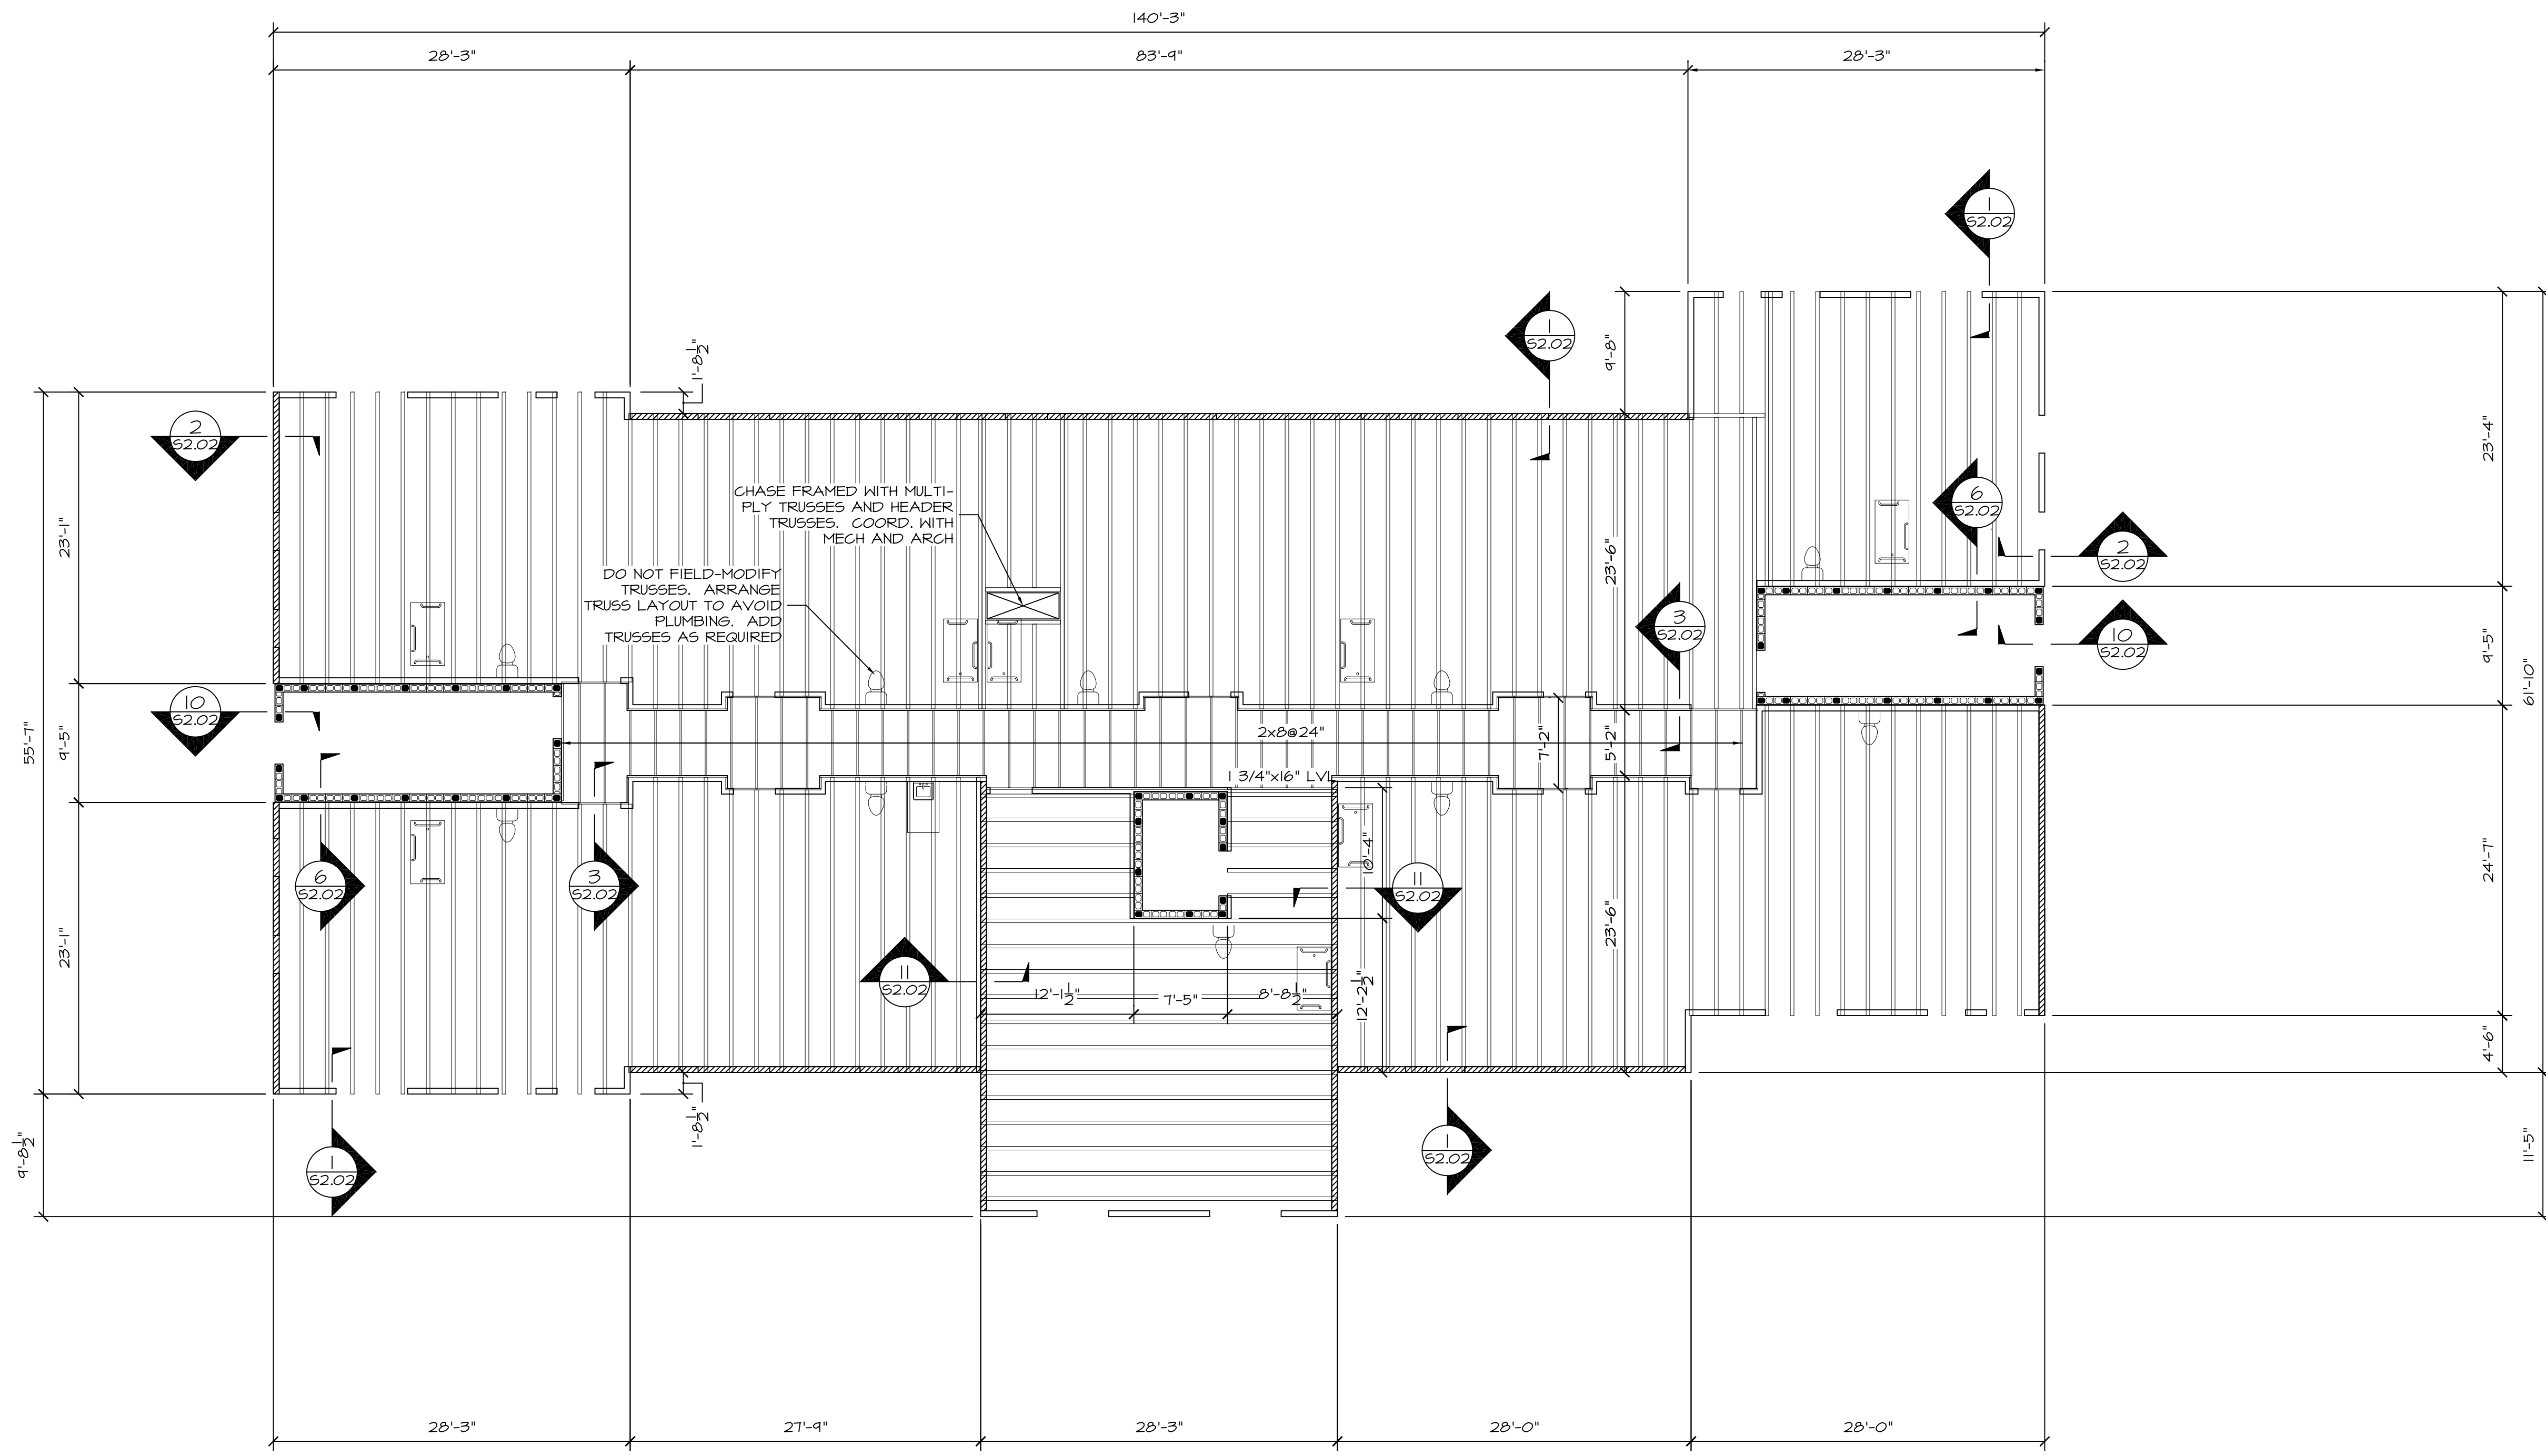 140'-3"
28'-3"
83'-9"
28'-3"
1
S2.02
1
S2.02
9'-8"
1'-8 1/2"
2
S2.02
23'-4"
6
S2.02
CHASE FRAMED WITH MULTI-
PLY TRUSSES AND HEADER
TRUSSES. COORD. WITH
MECH AND ARCH
23'-1"
23'-6"
2
S2.02
DO NOT FIELD-MODIFY
TRUSSES. ARRANGE
TRUSS LAYOUT TO AVOID
PLUMBING. ADD
TRUSSES AS REQUIRED
3
S2.02
10
S2.02
9'-5"
61'-10"
10
S2.02
55'-7"
9'-5"
2x8@24"
7'-2"
5'-2"
1 3/4"x16" LVL
10'-4"
24'-7"
6
S2.02
3
S2.02
11
S2.02
23'-1"
23'-6"
11
S2.02
12'-1 1/2"
7'-5"
8'-8 1/2"
12'-2 1/2"
4'-6"
1'-8 1/2"
9'-8 1/2"
1
S2.02
1
S2.02
11'-5"
28'-3"
27'-9"
28'-3"
28'-0"
28'-0"